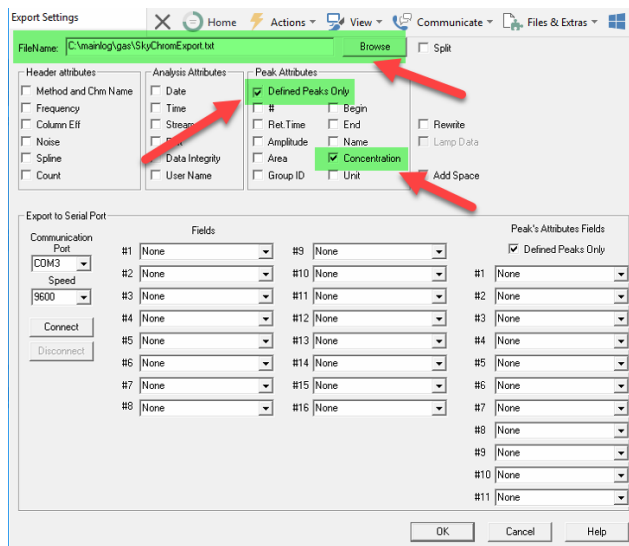 Export Settings
Home Actions View Communicate Files & Extras
FileName: C:\mainlog\gas\SkyChromExport.txt Browse Split
Header attributes Analysis Attributes Peak Attributes
Method and Chm Name Date Defined Peaks Only
Frequency Time # Begin
Column Eff Stream Ret.Time End Rewrite
Noise Amplitude Name Lamp Data
Spline Data Integrity Area Concentration
Count User Name Group ID Unit Add Space
Export to Serial Port
Communication Port Fields Peak's Attributes Fields
COM3 #1 None #9 None Defined Peaks Only
Speed #2 None #10 None #1 None
9600 #3 None #11 None #2 None
Connect #4 None #12 None #3 None
Disconnect #5 None #13 None #4 None
#6 None #14 None #5 None
#7 None #15 None #6 None
#8 None #16 None #7 None
#8 None
#9 None
#10 None
#11 None
OK Cancel Help